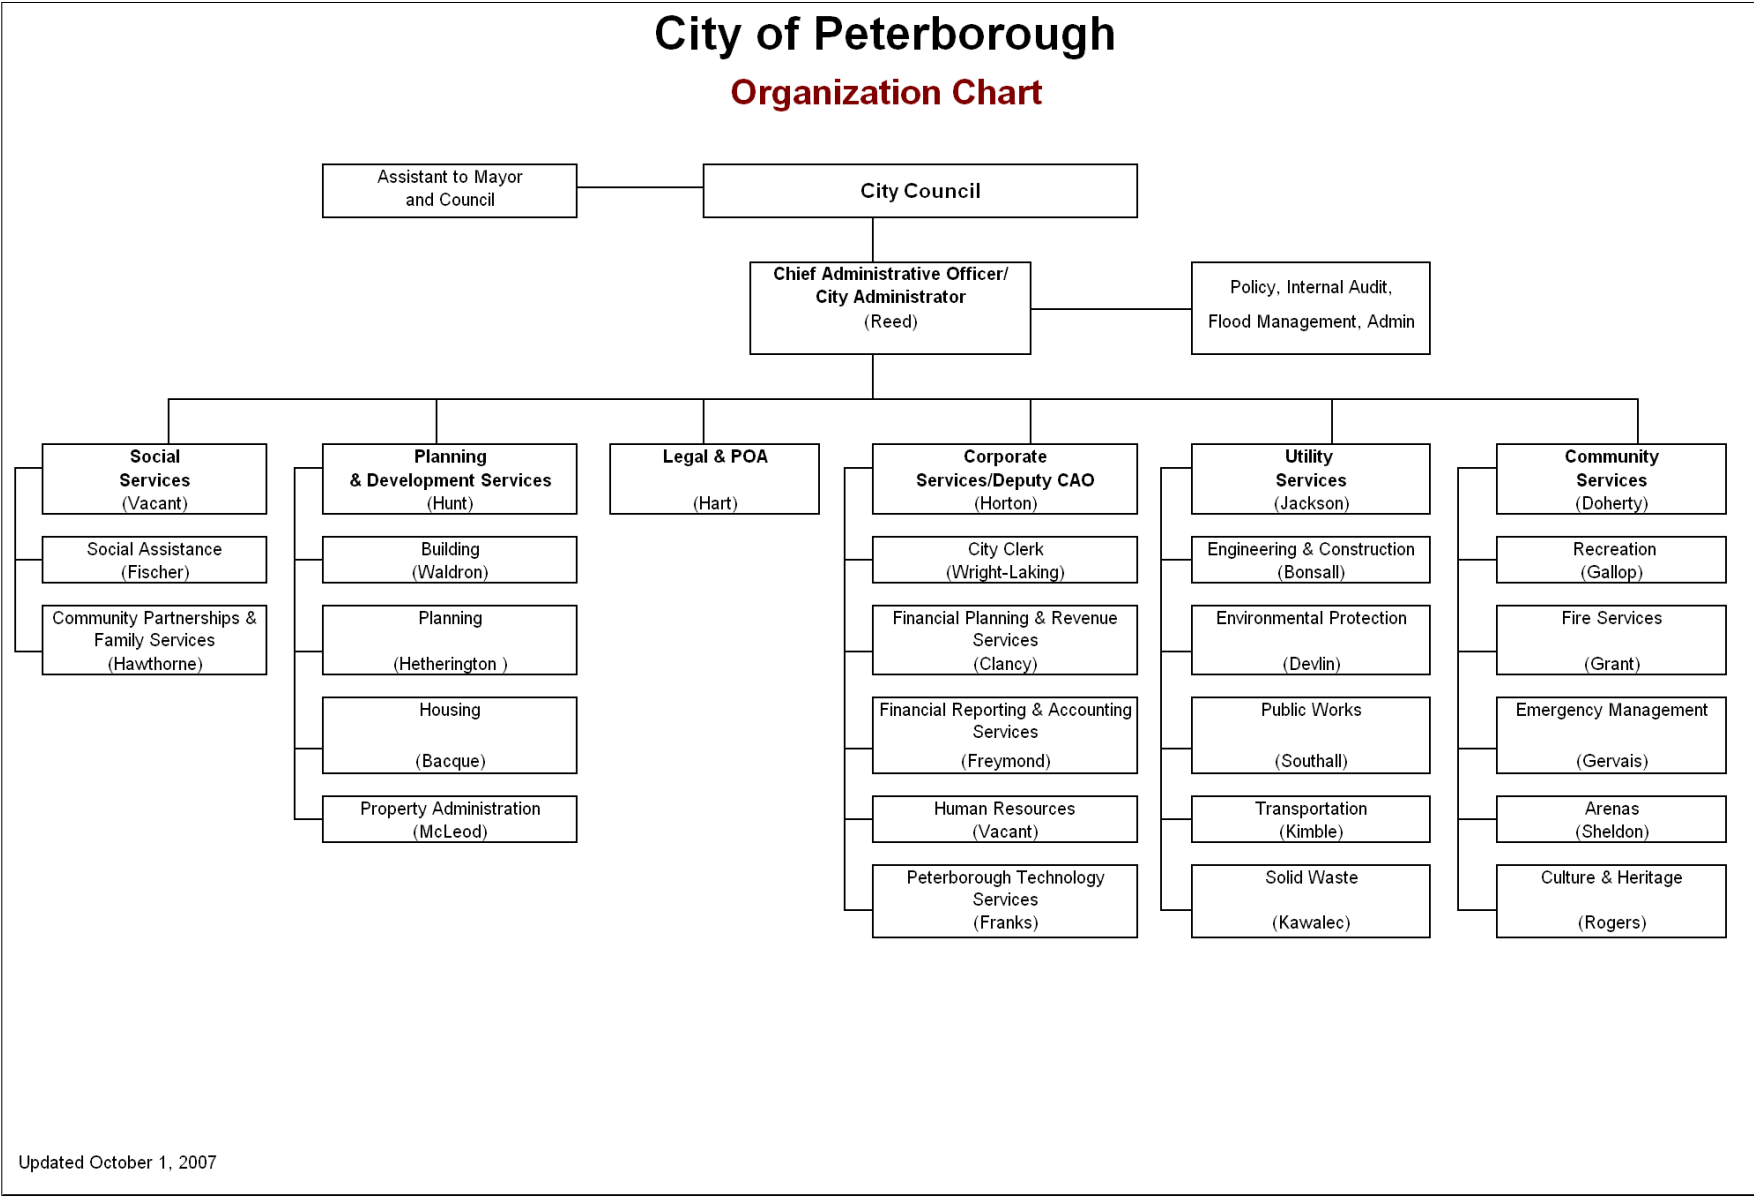 City of Peterborough
Organization Chart
Assistant to Mayor
and Council
City Council
Chief Administrative Officer/
City Administrator
(Reed)
Policy, Internal Audit,
Flood Management, Admin
Social
Services
(Vacant)
Social Assistance
(Fischer)
Community Partnerships &
Family Services
(Hawthorne)
Planning
& Development Services
(Hunt)
Building
(Waldron)
Planning
(Hetherington )
Housing
(Bacque)
Property Administration
(McLeod)
Legal & POA
(Hart)
Corporate
Services/Deputy CAO
(Horton)
City Clerk
(Wright-Laking)
Financial Planning & Revenue
Services
(Clancy)
Financial Reporting & Accounting
Services
(Freymond)
Human Resources
(Vacant)
Peterborough Technology
Services
(Franks)
Utility
Services
(Jackson)
Engineering & Construction
(Bonsall)
Environmental Protection
(Devlin)
Public Works
(Southall)
Transportation
(Kimble)
Solid Waste
(Kawalec)
Community
Services
(Doherty)
Recreation
(Gallop)
Fire Services
(Grant)
Emergency Management
(Gervais)
Arenas
(Sheldon)
Culture & Heritage
(Rogers)
Updated October 1, 2007